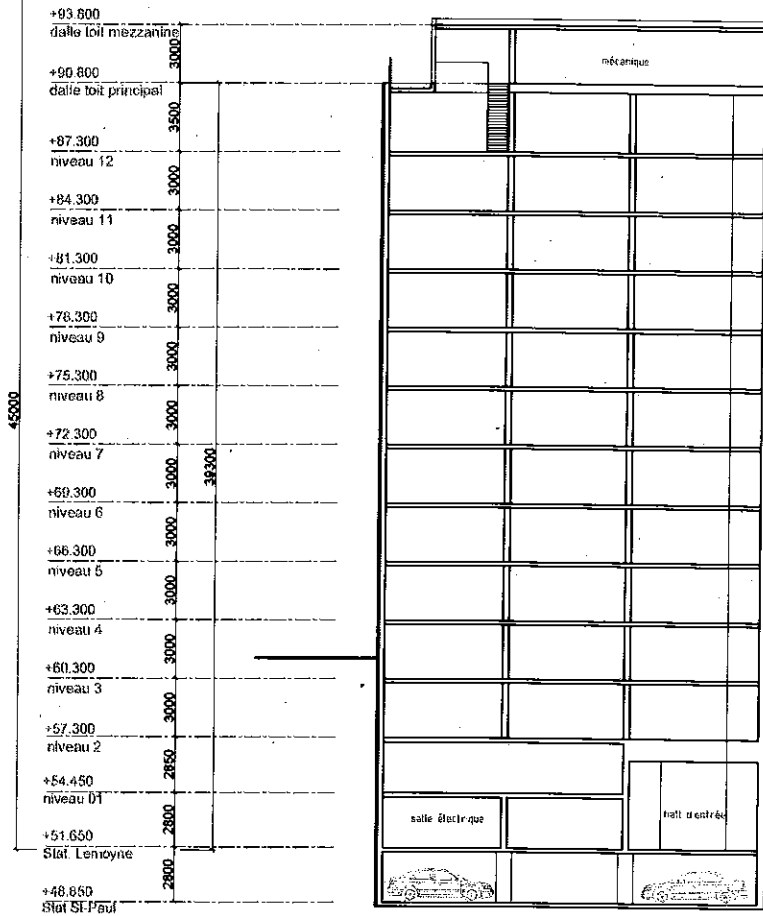 +93.800
dalle toit mezzanine
3000
mécanique
+90.800
dalle toit principal
3500
+87.300
niveau 12
3000
+84.300
niveau 11
3000
+81.300
niveau 10
3000
+78.300
niveau 9
3000
+75.300
niveau 8
3000
45000
+72.300
niveau 7
3000
39300
+69.300
niveau 6
3000
+66.300
niveau 5
3000
+63.300
niveau 4
3000
+60.300
niveau 3
3000
+57.300
niveau 2
2850
+54.450
niveau 01
2800
salle électrique
hall d'entrée
+51.650
Stat. Lemoyne
2800
+48.850
Stat St-Paul